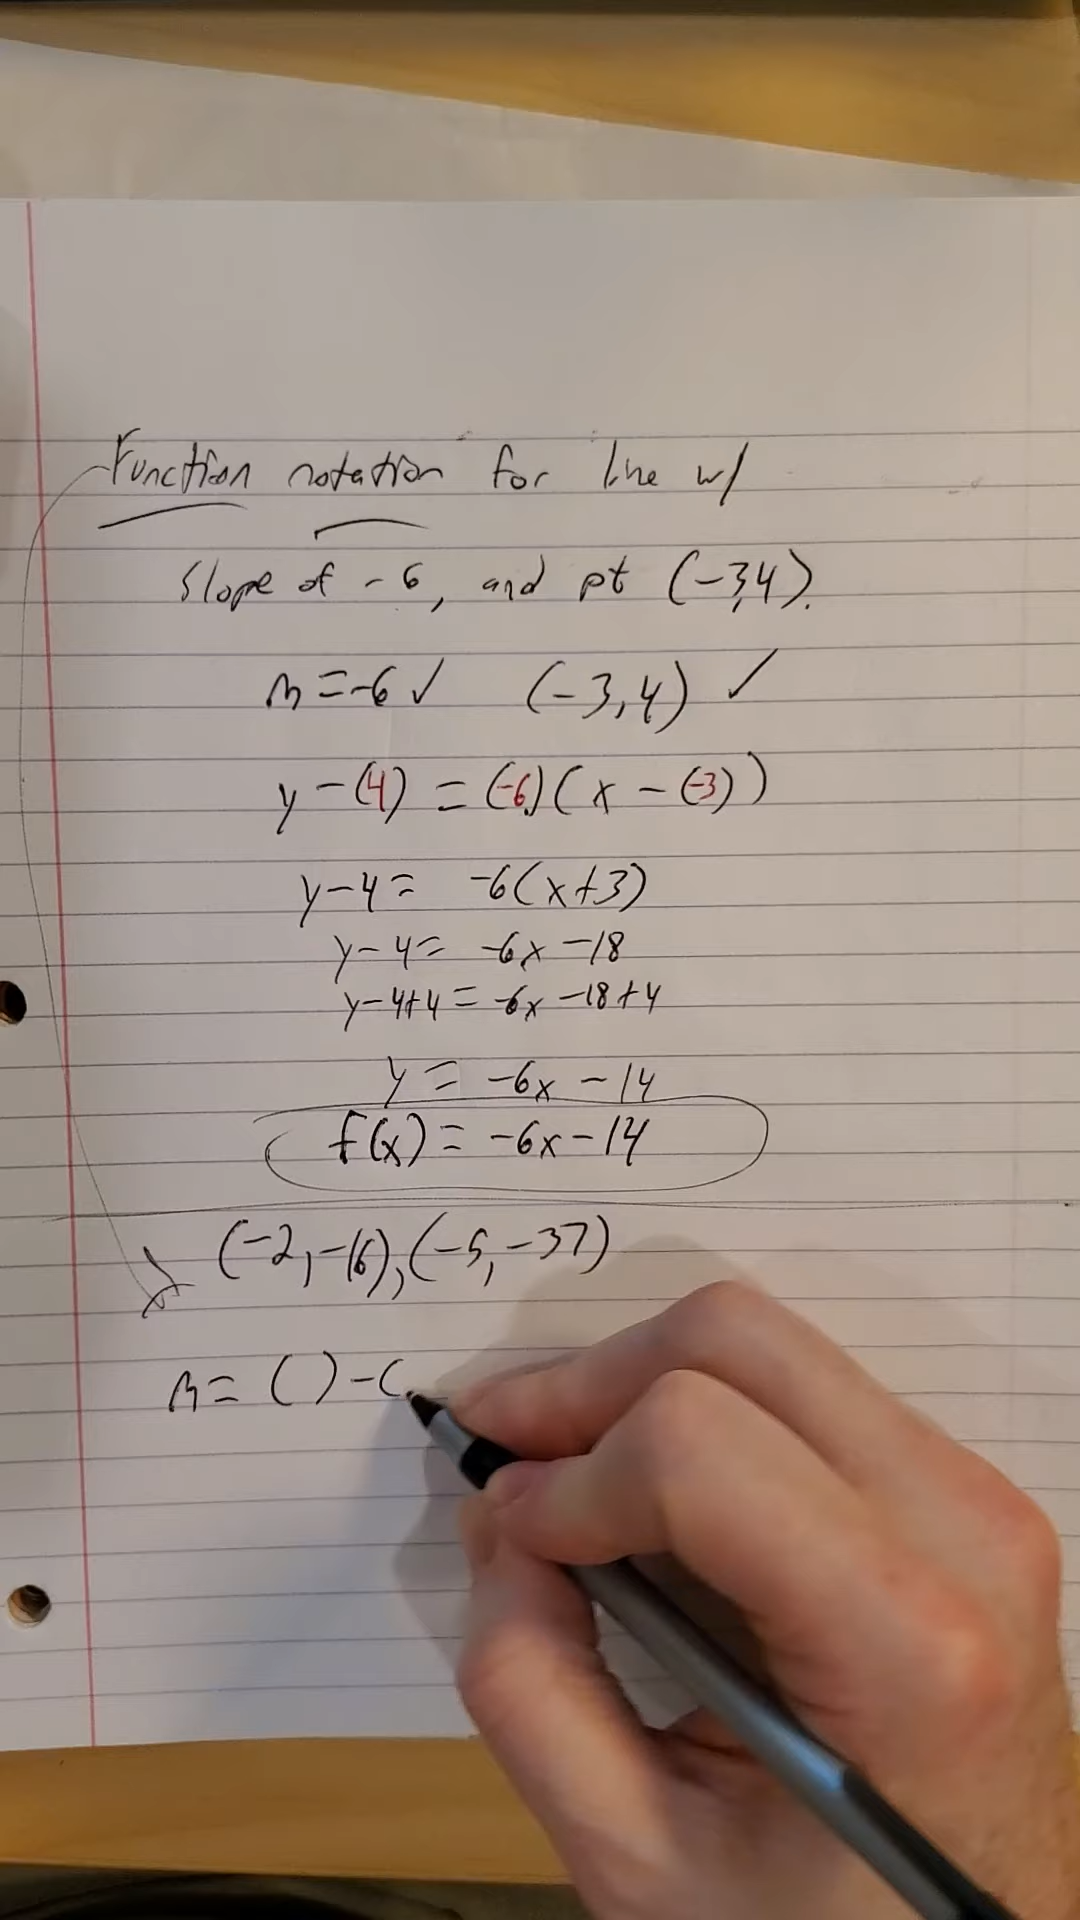 Function notation for line w/
Slope of -6, and pt (-3,4).
m = -6 ✓ (-3,4) ✓
y-(4) = (-6)(x-(-3))
y-4= -6(x+3)
y-4= -6x -18
y-4+4 = -6x -18+4
y = -6x -14
f(x) = -6x-14
(-2,-16),(-5,-37)
m= ( ) -(